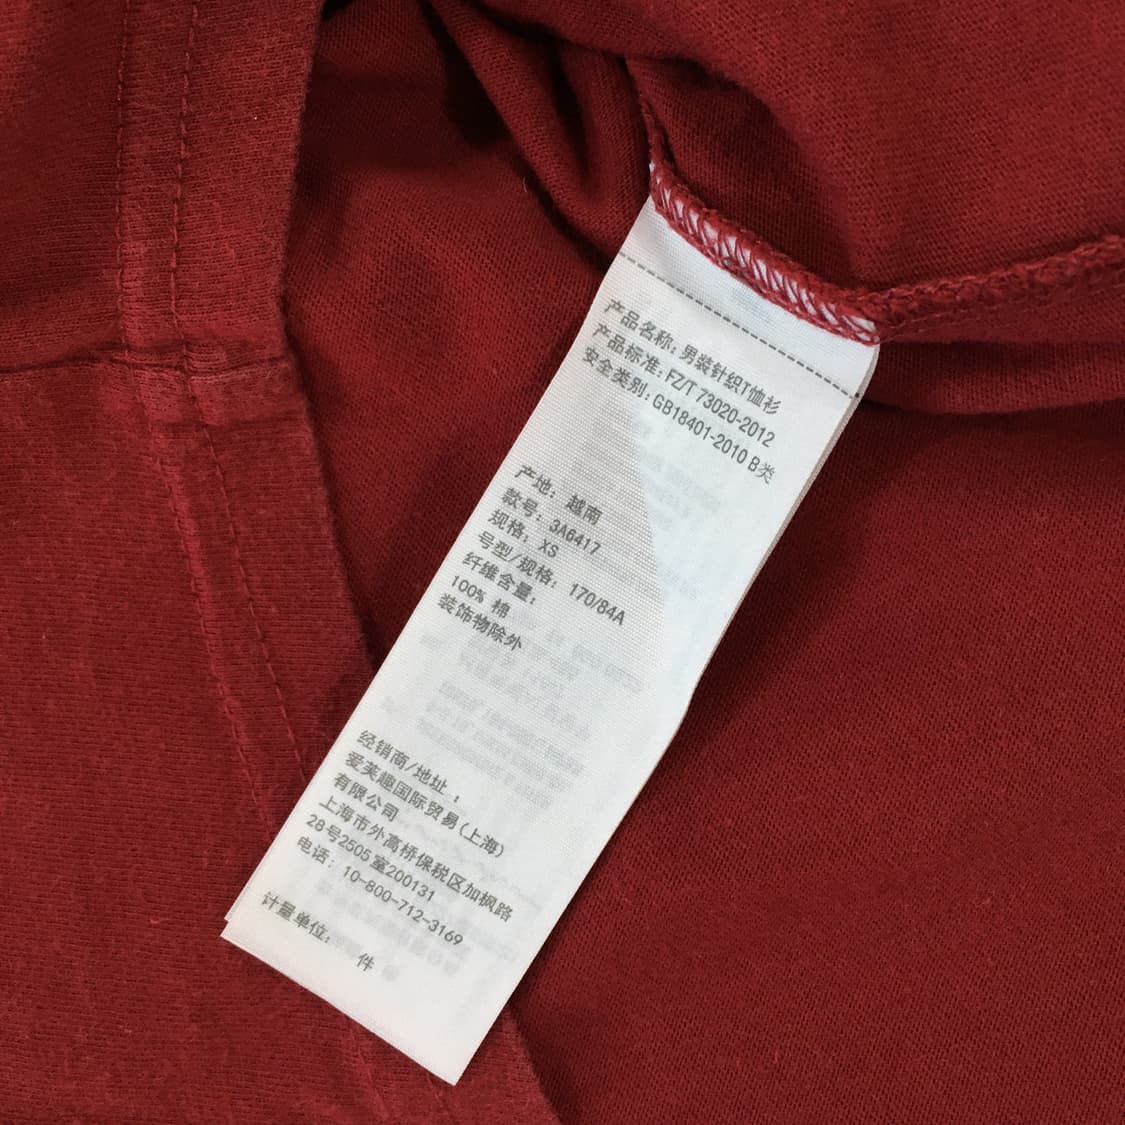 产品名称: 男装针织T恤衫
产品标准: FZ/T 73020-2012
安全类别: GB18401-2010 B类
产地: 越南
款号: 3A6417
规格: XS
号型/规格: 170/84A
纤维含量:
100% 棉
装饰物除外
经销商/地址:
爱芙趣国际贸易(上海)
有限公司
上海市外高桥保税区加枫路
28号2505室200131
电话: 10-800-712-3169
计量单位:
件